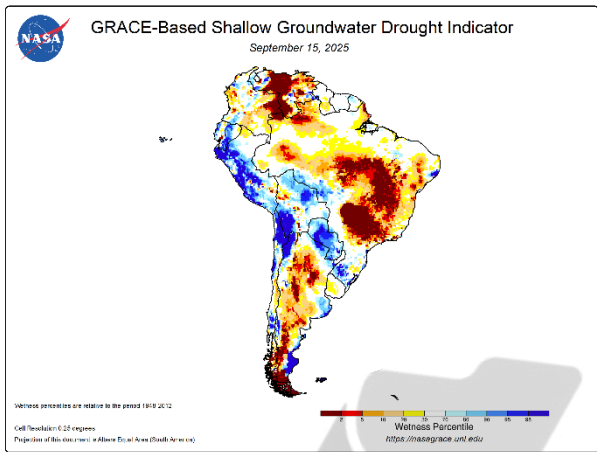 NASA
GRACE-Based Shallow Groundwater Drought Indicator
September 15, 2025
Wetness percentiles are relative to the period 1948-2012
Cell Resolution 0.25 degrees
Projection of this document is Albers Equal Area (South America)
2 5 10 20 30 70 80 90 95 98
Wetness Percentile
https://nasagrace.unl.edu